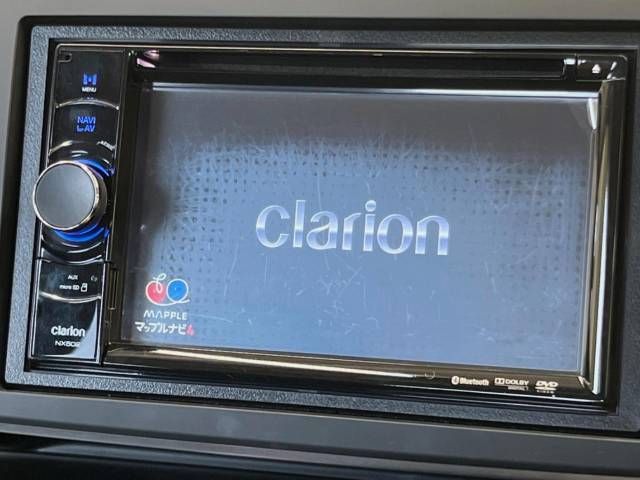 MENU
NAVI
AV
AUX
micro SD
clarion
NX502
clarion
MAPPLE
マップルナビ4
Bluetooth
DOLBY
DIGITAL
DVD